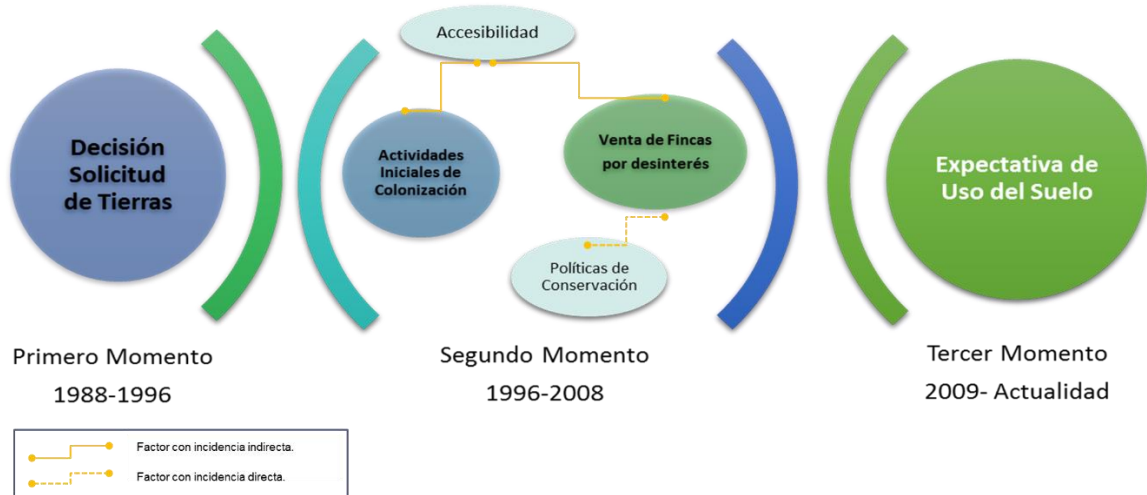 Accesibilidad
Decisión
Solicitud
de Tierras
Actividades
Iniciales de
Colonización
Venta de Fincas
por desinterés
Políticas de
Conservación
Expectativa de
Uso del Suelo
Primero Momento
1988-1996
Segundo Momento
1996-2008
Tercer Momento
2009- Actualidad
Factor con incidencia indirecta.
Factor con incidencia directa.